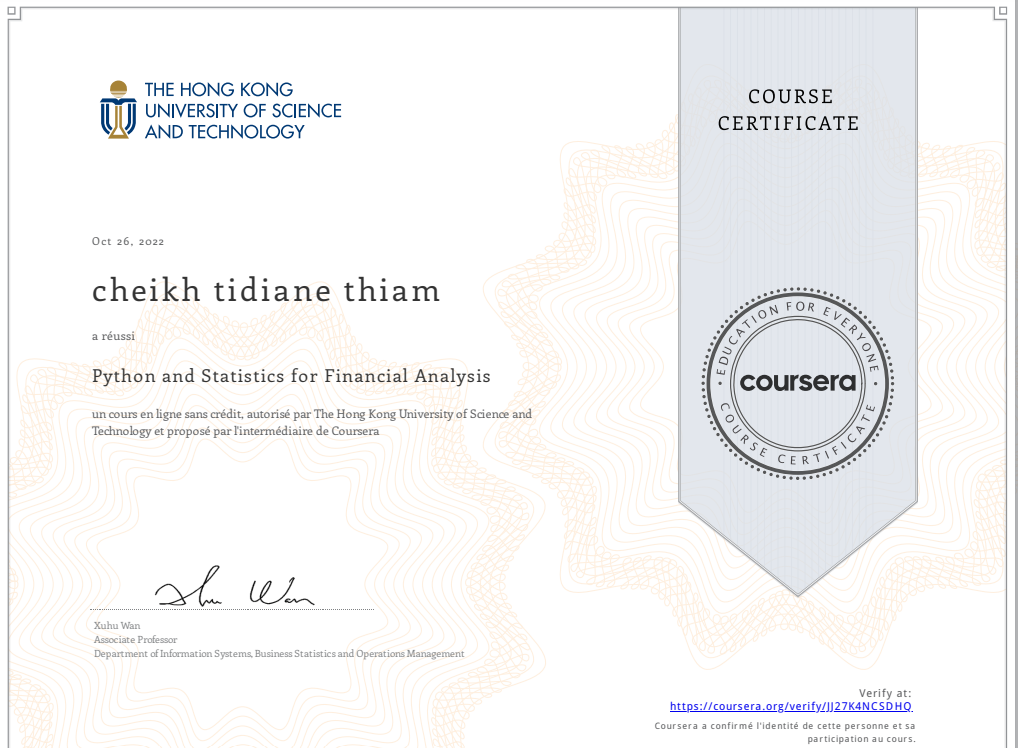 THE HONG KONG
UNIVERSITY OF SCIENCE
AND TECHNOLOGY
COURSE
CERTIFICATE
Oct 26, 2022
cheikh tidiane thiam
a réussi
Python and Statistics for Financial Analysis
un cours en ligne sans crédit, autorisé par The Hong Kong University of Science and
Technology et proposé par l'intermédiaire de Coursera
EDUCATION FOR EVERYONE
coursera
COURSE CERTIFICATE
Xuhu Wan
Associate Professor
Department of Information Systems, Business Statistics and Operations Management
Verify at:
https://coursera.org/verify/JJ27K4NCSDHQ
Coursera a confirmé l'identité de cette personne et sa
participation au cours.